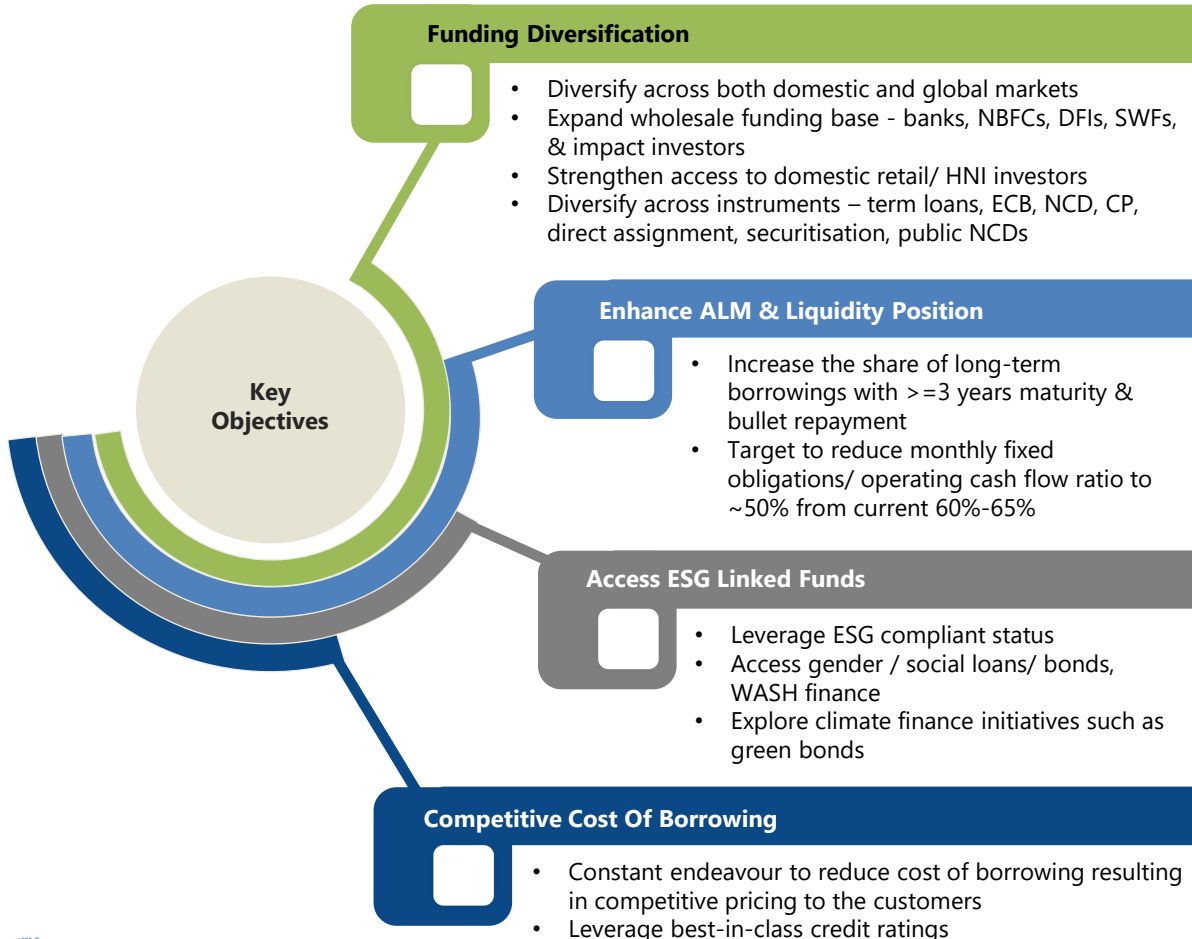 Funding Diversification
• Diversify across both domestic and global markets
• Expand wholesale funding base - banks, NBFCs, DFIs, SWFs,
& impact investors
• Strengthen access to domestic retail/ HNI investors
• Diversify across instruments – term loans, ECB, NCD, CP,
direct assignment, securitisation, public NCDs
Enhance ALM & Liquidity Position
• Increase the share of long-term
borrowings with >=3 years maturity &
bullet repayment
• Target to reduce monthly fixed
obligations/ operating cash flow ratio to
~50% from current 60%-65%
Key
Objectives
Access ESG Linked Funds
• Leverage ESG compliant status
• Access gender / social loans/ bonds,
WASH finance
• Explore climate finance initiatives such as
green bonds
Competitive Cost Of Borrowing
• Constant endeavour to reduce cost of borrowing resulting
in competitive pricing to the customers
• Leverage best-in-class credit ratings